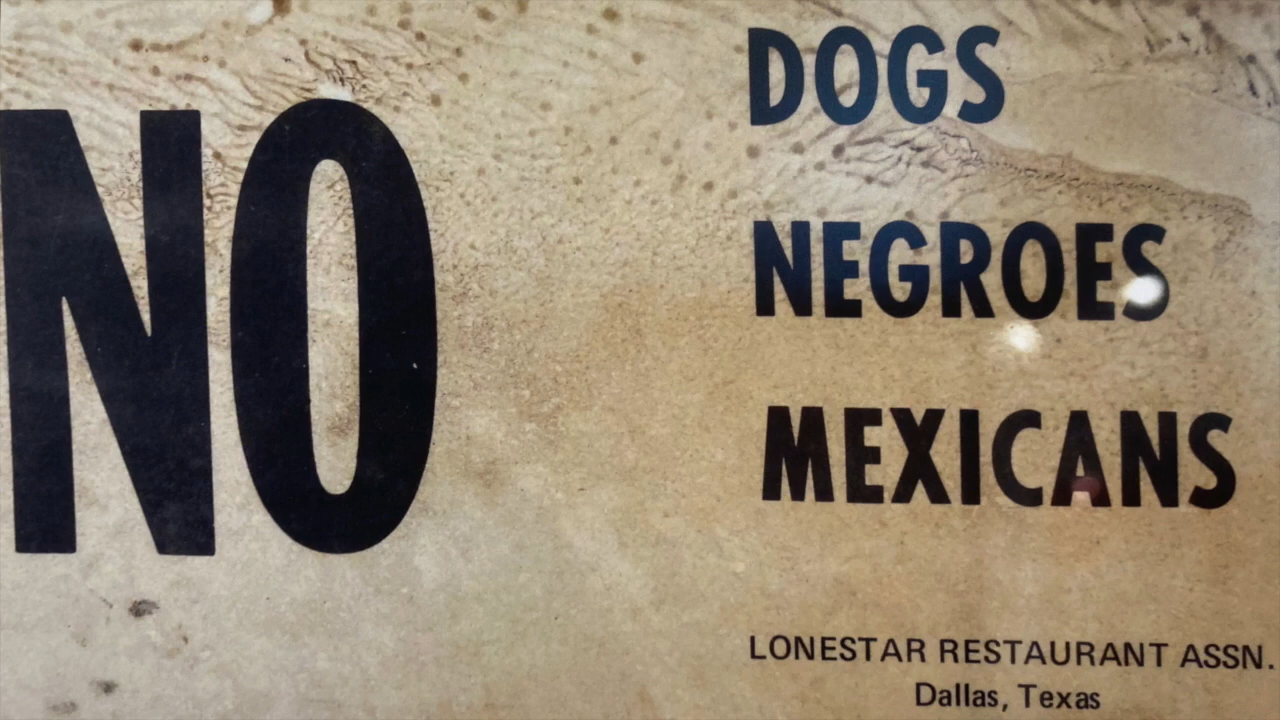 NO
DOGS
NEGROES
MEXICANS
LONESTAR RESTAURANT ASSN.
Dallas, Texas